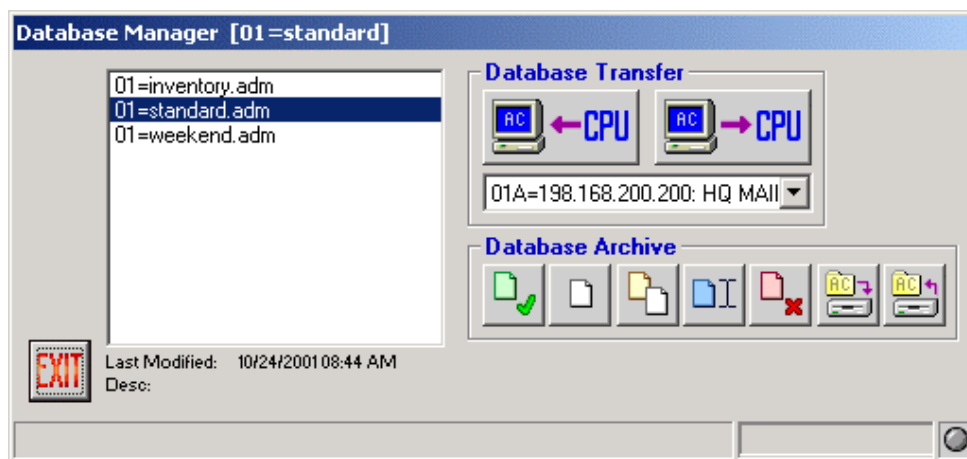 Database Manager [01=standard]
01=inventory.adm
01=standard.adm
01=weekend.adm
Database Transfer
AC CPU
AC CPU
01A=198.168.200.200: HQ MAII
Database Archive
AC
AC
EXIT
Last Modified: 10/24/2001 08:44 AM
Desc: